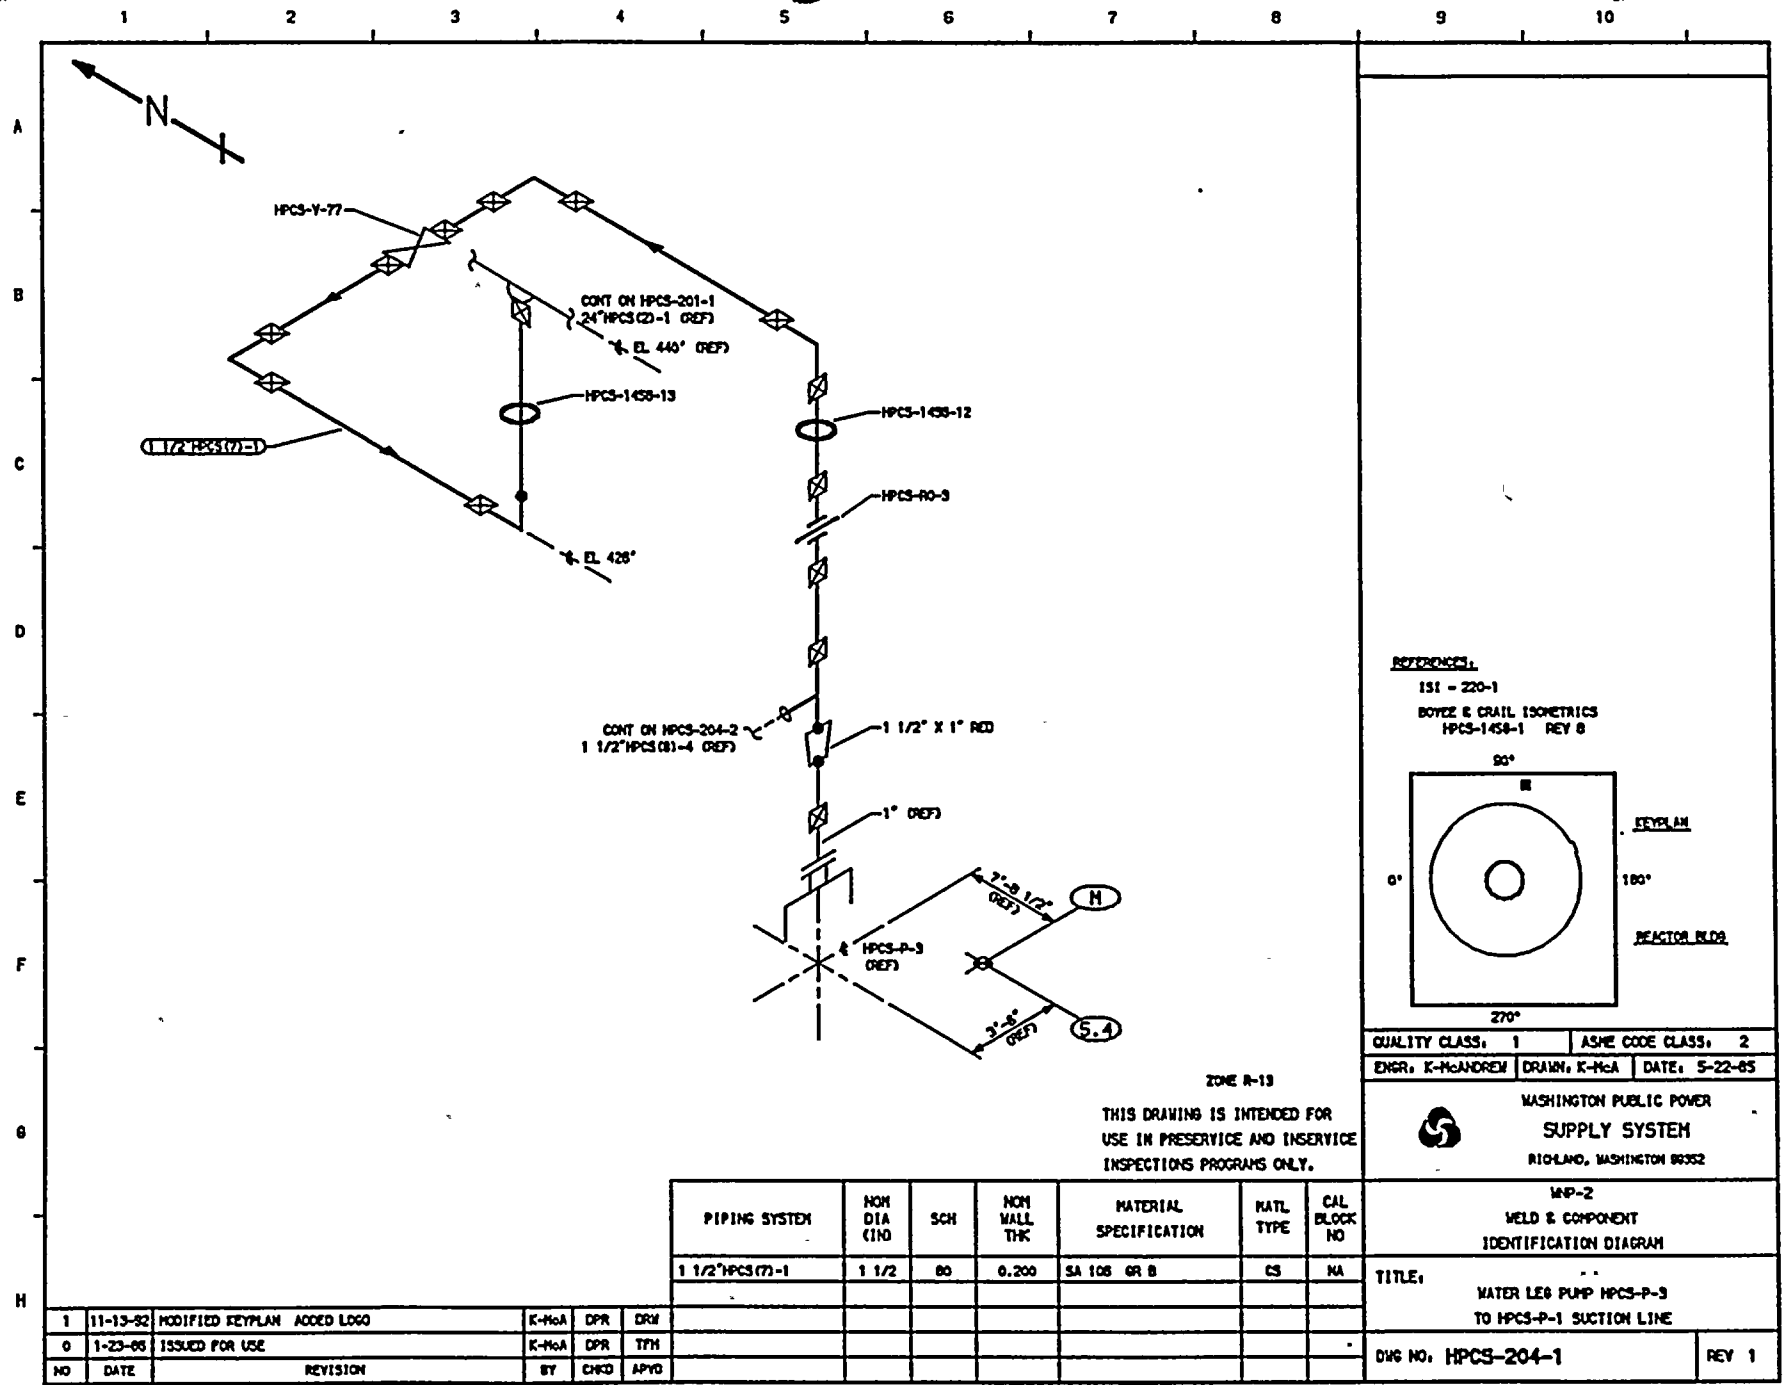 1 2 3 4 5 6 7 8 9 10
A
B
C
D
E
F
G
H
N
HPCS-V-77
CONT ON HPCS-201-1
24"HPCS(2)-1 (REF)
EL 440' (REF)
HPCS-1458-13
HPCS-1458-12
1 1/2"HPCS(7)-1
HPCS-RO-3
EL 426'
CONT ON HPCS-204-2
1 1/2"HPCS(8)-4 (REF)
1 1/2" X 1" RED
1" (REF)
7'-8 1/2"
(REF)
M
HPCS-P-3
(REF)
3'-6"
(REF)
5.4
ZONE R-13
THIS DRAWING IS INTENDED FOR
USE IN PRESERVICE AND INSERVICE
INSPECTIONS PROGRAMS ONLY.
REFERENCES:
ISI - 220-1
BOVEE & CRAIL ISOMETRICS
HPCS-1458-1 REV 8
90°
KEYPLAN
0°
180°
REACTOR BLDG
270°
QUALITY CLASS: 1 ASME CODE CLASS: 2
ENGR: K-McANDREW DRAWN: K-McA DATE: 5-22-85
WASHINGTON PUBLIC POWER
SUPPLY SYSTEM
RICHLAND, WASHINGTON 99352
WNP-2
WELD & COMPONENT
IDENTIFICATION DIAGRAM
TITLE:
WATER LEG PUMP HPCS-P-3
TO HPCS-P-1 SUCTION LINE
DWG NO: HPCS-204-1 REV 1
PIPING SYSTEM NOM DIA (IN) SCH NOM WALL THK MATERIAL SPECIFICATION MATL TYPE CAL BLOCK NO
1 1/2"HPCS(7)-1 1 1/2 80 0.200 SA 106 GR B CS NA
1 11-13-92 MODIFIED KEYPLAN ADDED LOGO K-McA DPR DRW
0 1-23-86 ISSUED FOR USE K-McA DPR TFH
NO DATE REVISION BY CHKD APVD